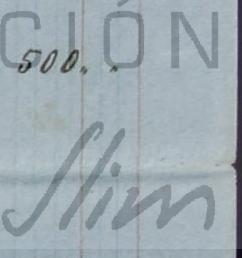 CIÓN
500. "
Slim